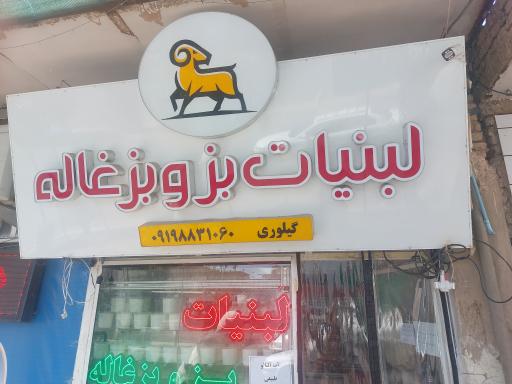 لبنیات بز و بزغاله
گیلوری ۰۹۱۹۸۸۳۱۰۶۰
لبنیات
بز و بزغاله